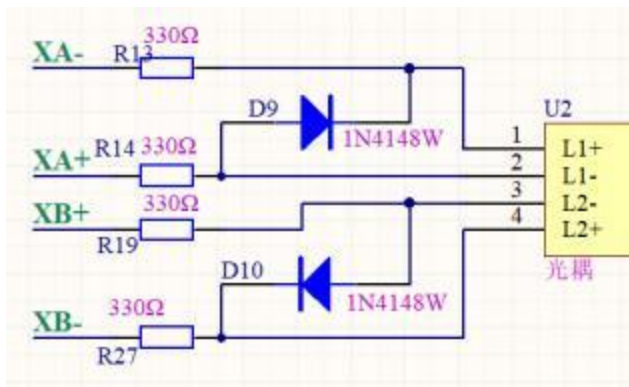 330Ω
XA-
R13
D9
1N4148W
U2
R14
330Ω
XA+
1
L1+
2
L1-
3
L2-
4
L2+
330Ω
XB+
R19
D10
光耦
1N4148W
330Ω
XB-
R27